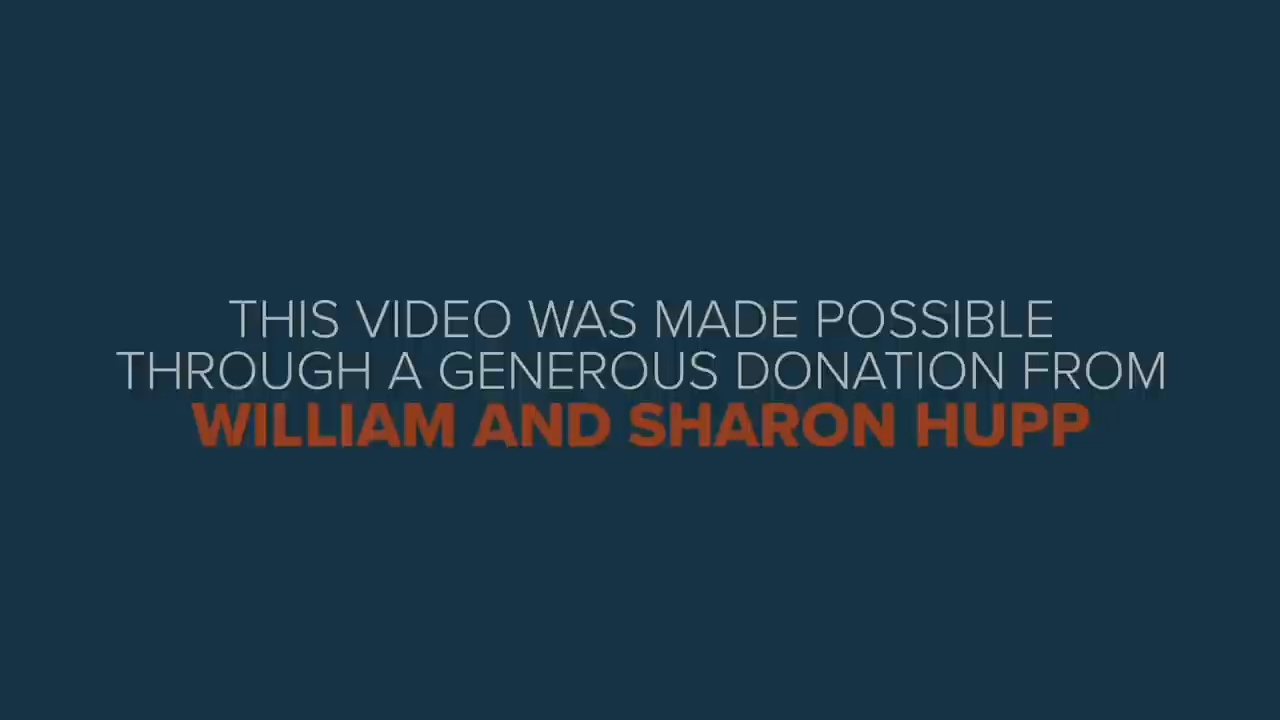 THIS VIDEO WAS MADE POSSIBLE
THROUGH A GENEROUS DONATION FROM
WILLIAM AND SHARON HUPP